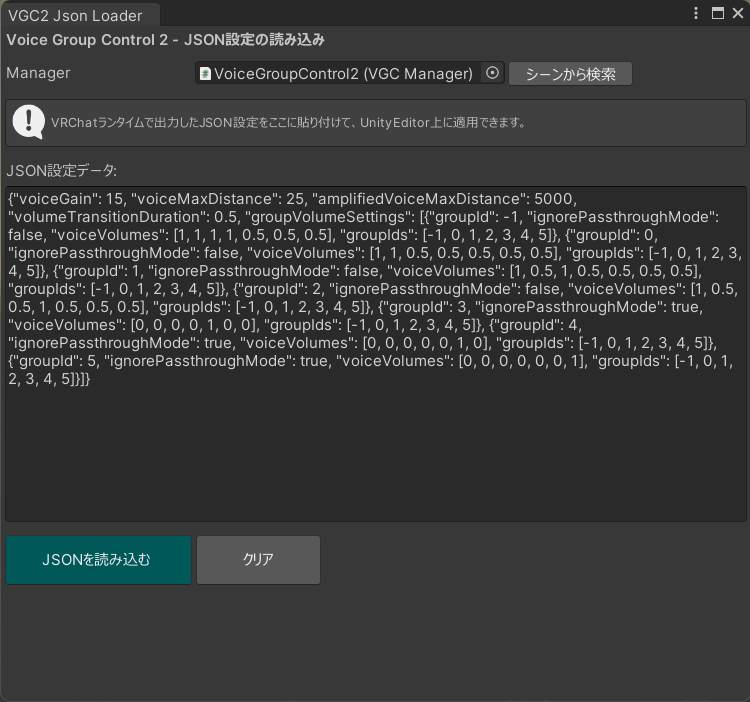 VGC2 Json Loader
Voice Group Control 2 - JSON設定の読み込み
Manager
VoiceGroupControl2 (VGC Manager)
シーンから検索
VRChatランタイムで出力したJSON設定をここに貼り付けて、UnityEditor上に適用できます。
JSON設定データ:
{"voiceGain": 15, "voiceMaxDistance": 25, "amplifiedVoiceMaxDistance": 5000,
"volumeTransitionDuration": 0.5, "groupVolumeSettings": [{"groupId": -1, "ignorePassthroughMode":
false, "voiceVolumes": [1, 1, 1, 1, 0.5, 0.5, 0.5], "groupIds": [-1, 0, 1, 2, 3, 4, 5]}, {"groupId": 0,
"ignorePassthroughMode": false, "voiceVolumes": [1, 1, 0.5, 0.5, 0.5, 0.5, 0.5], "groupIds": [-1, 0, 1, 2, 3,
4, 5]}, {"groupId": 1, "ignorePassthroughMode": false, "voiceVolumes": [1, 0.5, 1, 0.5, 0.5, 0.5, 0.5],
"groupIds": [-1, 0, 1, 2, 3, 4, 5]}, {"groupId": 2, "ignorePassthroughMode": false, "voiceVolumes": [1, 0.5,
0.5, 1, 0.5, 0.5, 0.5], "groupIds": [-1, 0, 1, 2, 3, 4, 5]}, {"groupId": 3, "ignorePassthroughMode": true,
"voiceVolumes": [0, 0, 0, 0, 1, 0, 0], "groupIds": [-1, 0, 1, 2, 3, 4, 5]}, {"groupId": 4,
"ignorePassthroughMode": true, "voiceVolumes": [0, 0, 0, 0, 0, 1, 0], "groupIds": [-1, 0, 1, 2, 3, 4, 5]},
{"groupId": 5, "ignorePassthroughMode": true, "voiceVolumes": [0, 0, 0, 0, 0, 0, 1], "groupIds": [-1, 0, 1,
2, 3, 4, 5]}]}
JSONを読み込む
クリア